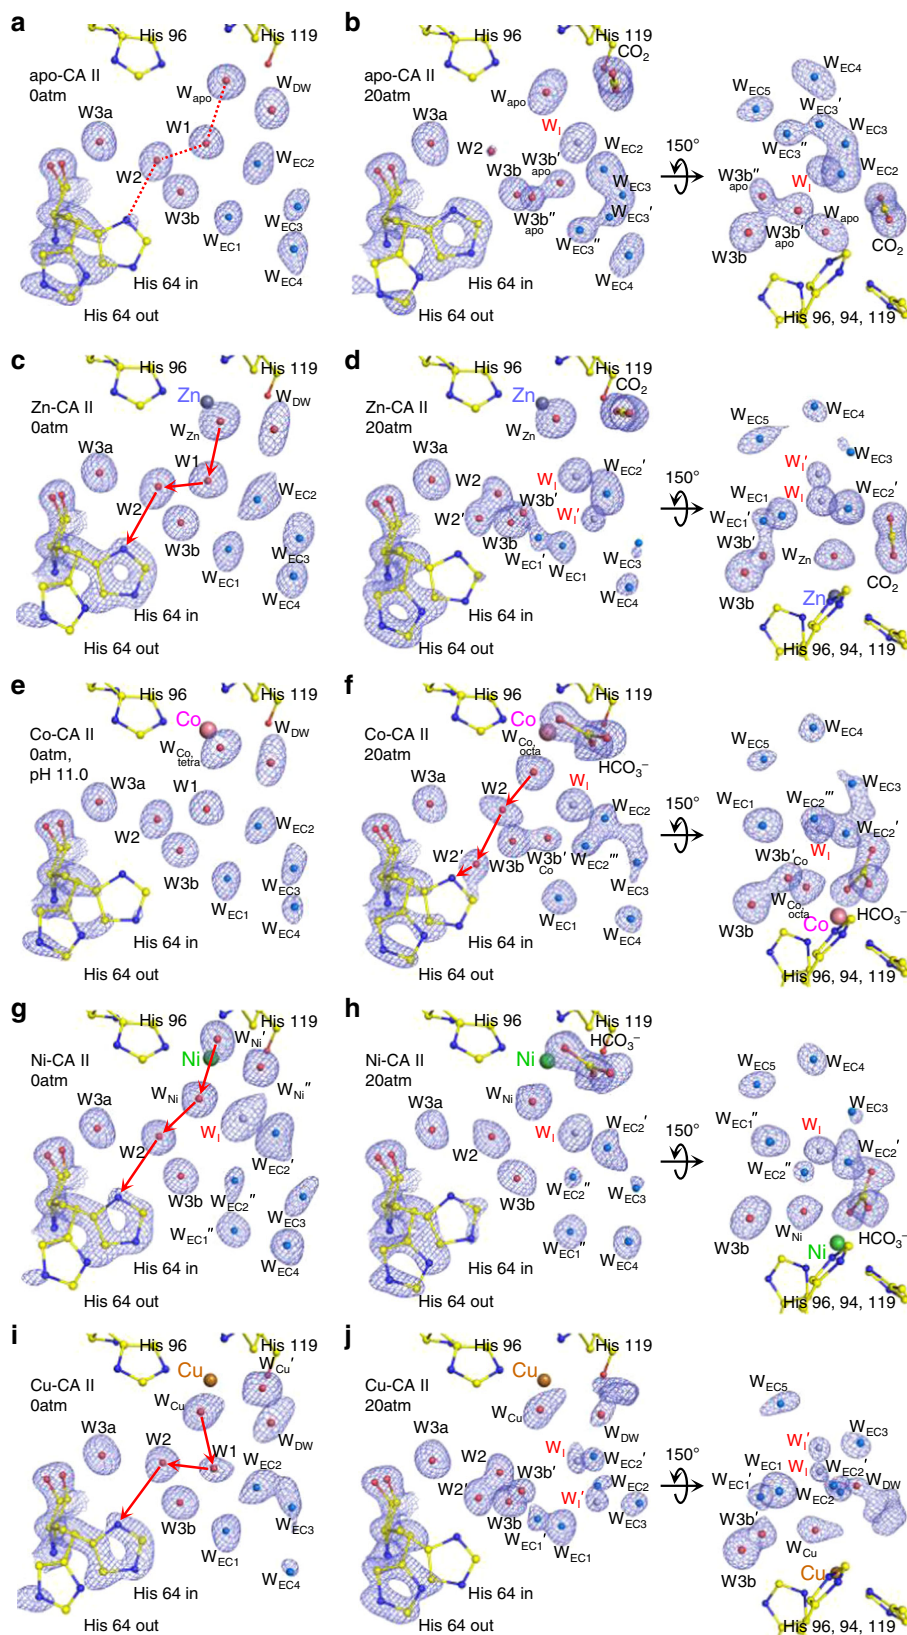 a
His 96
His 119
apo-CA II
0atm
W_apo
W_DW
W3a
W1
W2
W_EC2
W3b
W_EC1
W_EC3
W_EC4
His 64 in
His 64 out
b
His 96
His 119
CO2
apo-CA II
20atm
W_apo
W3a
W_I
W2
W_EC2
W3b
W3b'apo
W3b''apo
W_EC3
W_EC3'
W_EC3''
W_EC4
His 64 in
His 64 out
150°
W_EC4
W_EC5
W_EC3'
W_EC3
W_EC3''
W_EC2
W_I
W3b''apo
W_apo
W3b
W3b'apo
CO2
His 96, 94, 119
c
His 96
His 119
Zn
Zn-CA II
0atm
W_DW
W_Zn
W3a
W1
W2
W_EC2
W3b
W_EC1
W_EC3
W_EC4
His 64 in
His 64 out
d
His 96
His 119
CO2
Zn
Zn-CA II
20atm
W_Zn
W3a
W2
W_I
W_EC2'
W3b'
W_I'
W2'
W3b
W_EC1'
W_EC1
W_EC3
W_EC4
His 64 in
His 64 out
150°
W_EC4
W_EC5
W_EC3
W_I'
W_EC1
W_I
W_EC2'
W_EC1'
W3b'
W_Zn
W3b
CO2
Zn
His 96, 94, 119
e
His 96
His 119
Co
Co-CA II
0atm,
pH 11.0
W_DW
W_Co, tetra
W3a
W1
W2
W_EC2
W3b
W_EC1
W_EC3
W_EC4
His 64 in
His 64 out
f
His 96
His 119
Co
Co-CA II
20atm
W_Co, octa
HCO3−
W3a
W2
W_I
W_EC2
W2'
W3b
W3b'Co
W_EC2'''
W_EC3
W_EC1
W_EC4
His 64 in
His 64 out
150°
W_EC4
W_EC5
W_EC3
W_EC1
W_EC2'''
W_EC2'
W_I
W3b'Co
W_Co, octa
W3b
Co
HCO3−
His 96, 94, 119
g
His 96
His 119
W_Ni'
Ni
Ni-CA II
0atm
W_Ni
W_Ni''
W3a
W2
W_I
W_EC2'
W3b
W_EC2''
W_EC3
W_EC1''
W_EC4
His 64 in
His 64 out
h
His 96
His 119
HCO3−
Ni
Ni-CA II
20atm
W_Ni
W3a
W2
W_I
W_EC2'
W3b
W_EC2''
W_EC3
W_EC1''
W_EC4
His 64 in
His 64 out
150°
W_EC4
W_EC5
W_EC3
W_EC1''
W_I
W_EC2'
W_EC2''
W3b
W_Ni
Ni
HCO3−
His 96, 94, 119
i
His 96
His 119
W_Cu'
Cu
Cu-CA II
0atm
W_Cu
W_DW
W3a
W2
W1
W_EC2
W3b
W_EC1
W_EC3
W_EC4
His 64 in
His 64 out
j
His 96
His 119
Cu
Cu-CA II
20atm
W_Cu
W_DW
W3a
W2
W_I
W_EC2'
W3b'
W_EC2
W2'
W_I'
W3b
W_EC3
W_EC1'
W_EC1
His 64 in
His 64 out
150°
W_EC5
W_I'
W_EC3
W_EC1
W_I
W_EC2'
W_EC1'
W_EC2
W_DW
W3b'
W_Cu
W3b
Cu
His 96, 94, 119